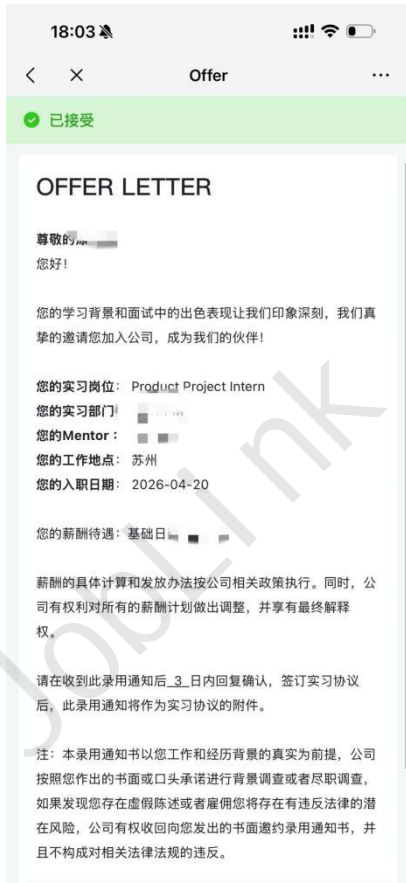 18:03
Offer
已接受
OFFER LETTER
尊敬的
您好!
您的学习背景和面试中的出色表现让我们印象深刻，我们真
挚的邀请您加入公司，成为我们的伙伴!
您的实习岗位: Product Project Intern
您的实习部门
您的Mentor:
您的工作地点: 苏州
您的入职日期: 2026-04-20
您的薪酬待遇: 基础日
薪酬的具体计算和发放办法按公司相关政策执行。同时，公
司有权利对所有的薪酬计划做出调整，并享有最终解释
权。
请在收到此录用通知后_3_日内回复确认，签订实习协议
后，此录用通知将作为实习协议的附件。
注: 本录用通知书以您工作和经历背景的真实为前提，公司
按照您作出的书面或口头承诺进行背景调查或者尽职调查，
如果发现您存在虚假陈述或者雇佣您将存在有违反法律的潜
在风险，公司有权收回向您发出的书面邀约录用通知书，并
且不构成对相关法律法规的违反。
JobLink